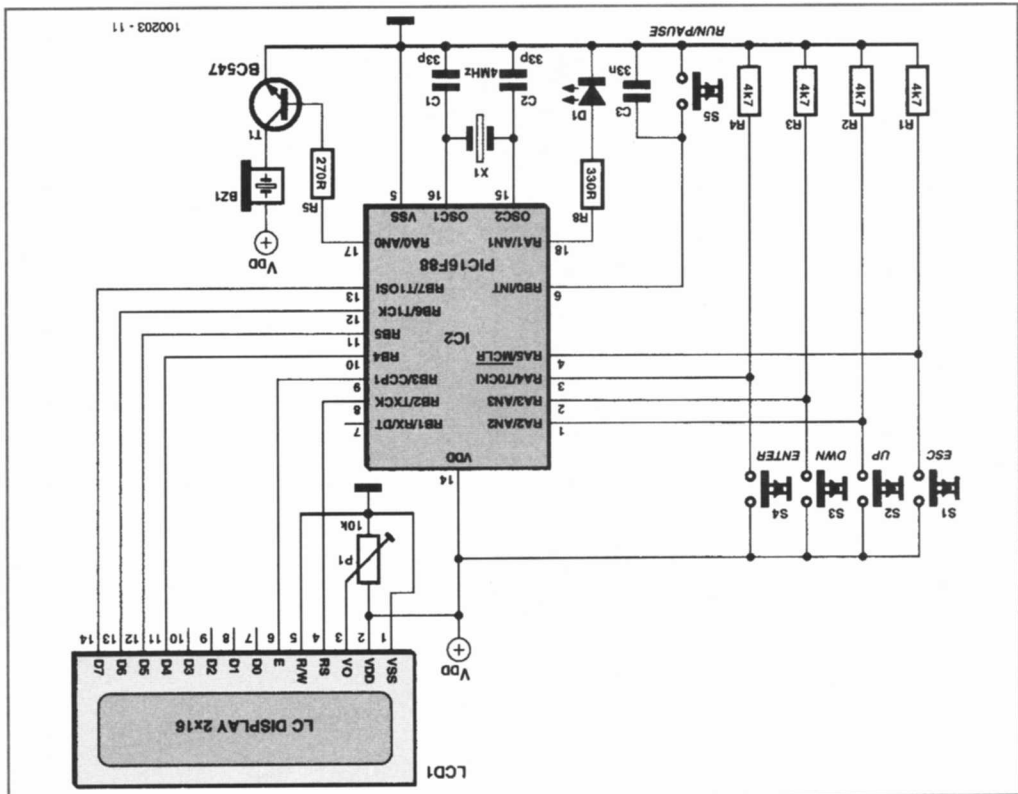 LCD1
LC DISPLAY 2x16
VSS VDD VO RS R/W E D0 D1 D2 D3 D4 D5 D6 D7
1 2 3 4 5 6 7 8 9 10 11 12 13 14
VDD
P1
10k
S1 S2 S3 S4
ESC UP DWN ENTER
14
VDD
1 RA2/AN2
2 RA3/AN3
3 RA4/T0CKI
4 RA5/MCLR
6 RB0/INT
18 RA1/AN1
IC2
PIC16F88
RB1/RX/DT 7
RB2/TXCK 8
RB3/CCP1 9
RB4 10
RB5 11
RB6/T1CK 12
RB7/T1OSI 13
RA0/AN0 17
OSC2 OSC1 VSS
15 16 5
VDD
BZ1
R5
270R
T1
BC547
330R
X1
4MHz
R1
4k7
R2
4k7
R3
4k7
R4
4k7
S5
RUN/PAUSE
C3
33n
D1
C2
33p
C1
33p
100203 - 11